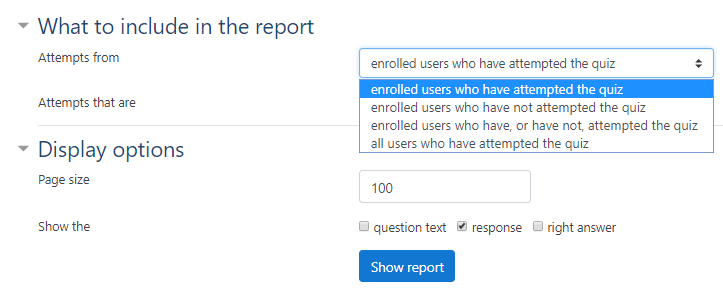 What to include in the report
Attempts from
enrolled users who have attempted the quiz
enrolled users who have attempted the quiz
enrolled users who have not attempted the quiz
enrolled users who have, or have not, attempted the quiz
all users who have attempted the quiz
Attempts that are
Display options
Page size
100
Show the
question text response right answer
Show report